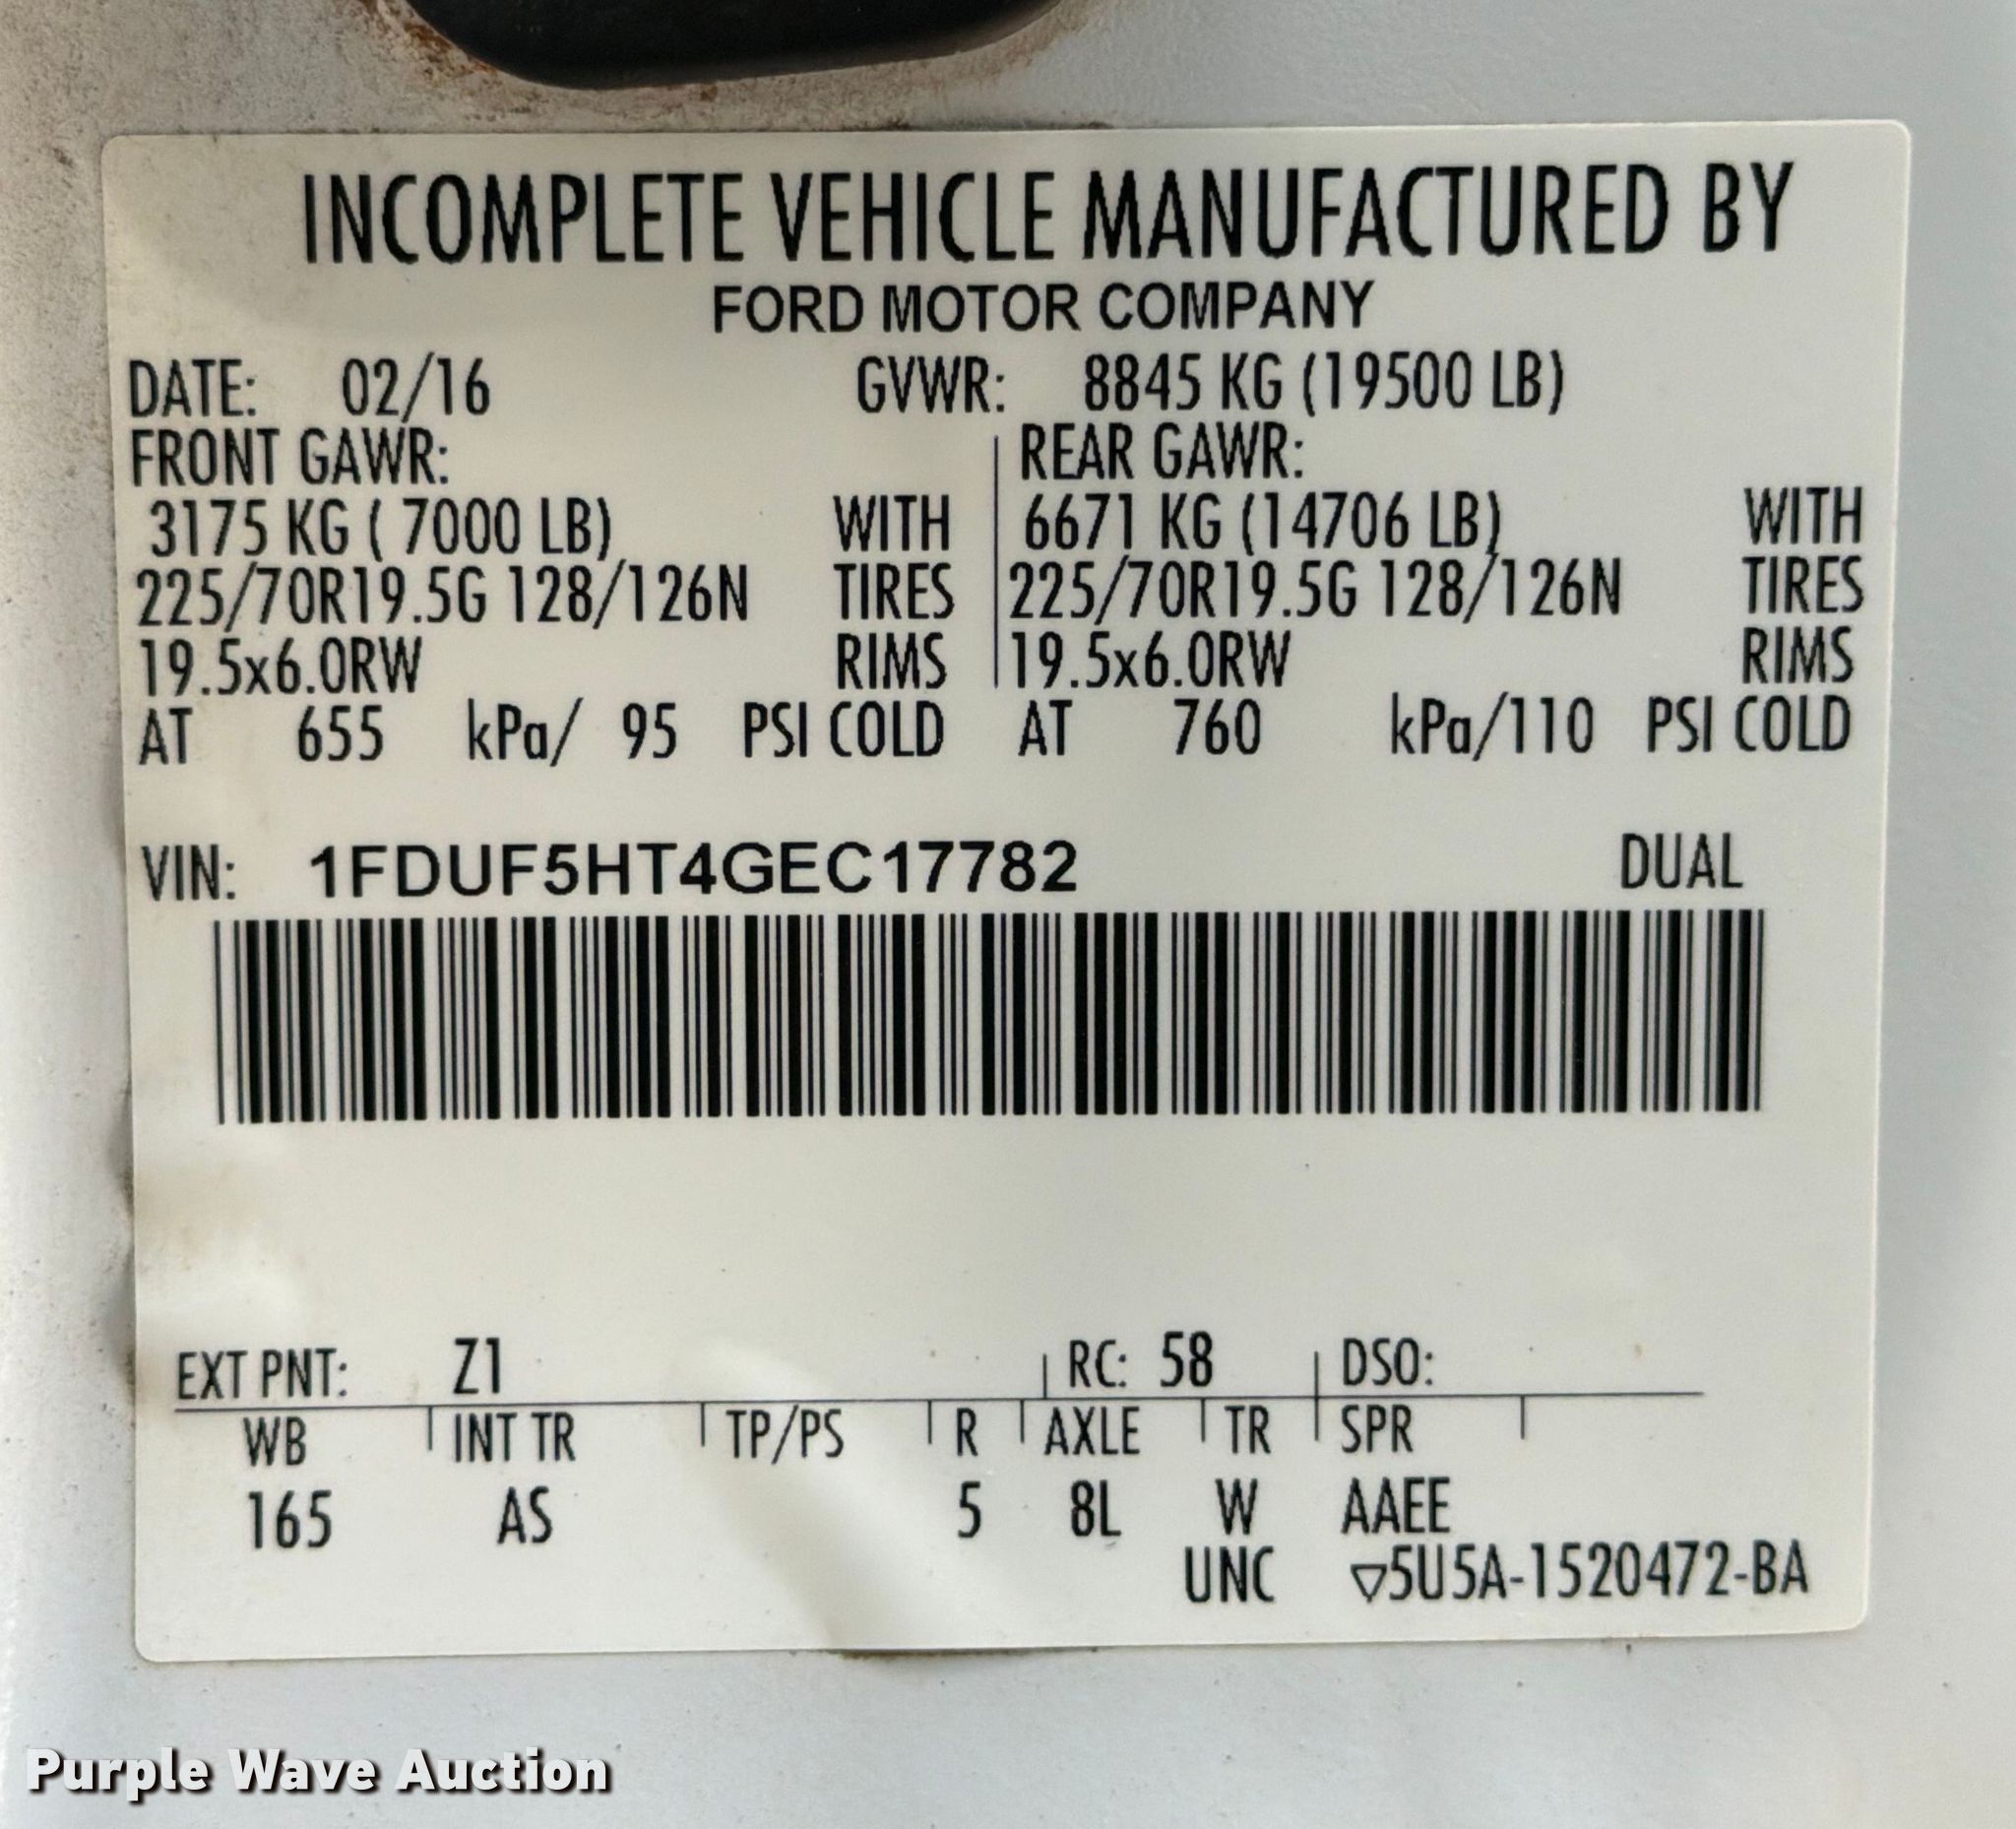 INCOMPLETE VEHICLE MANUFACTURED BY
FORD MOTOR COMPANY
DATE: 02/16 GVWR: 8845 KG (19500 LB)
FRONT GAWR: REAR GAWR:
3175 KG ( 7000 LB) WITH 6671 KG (14706 LB) WITH
225/70R19.5G 128/126N TIRES 225/70R19.5G 128/126N TIRES
19.5x6.0RW RIMS 19.5x6.0RW RIMS
AT 655 kPa/ 95 PSI COLD AT 760 kPa/110 PSI COLD
VIN: 1FDUF5HT4GEC17782 DUAL
EXT PNT: Z1 RC: 58 DSO:
WB INT TR TP/PS R AXLE TR SPR
165 AS 5 8L W AAEE
UNC ▽5U5A-1520472-BA
Purple Wave Auction